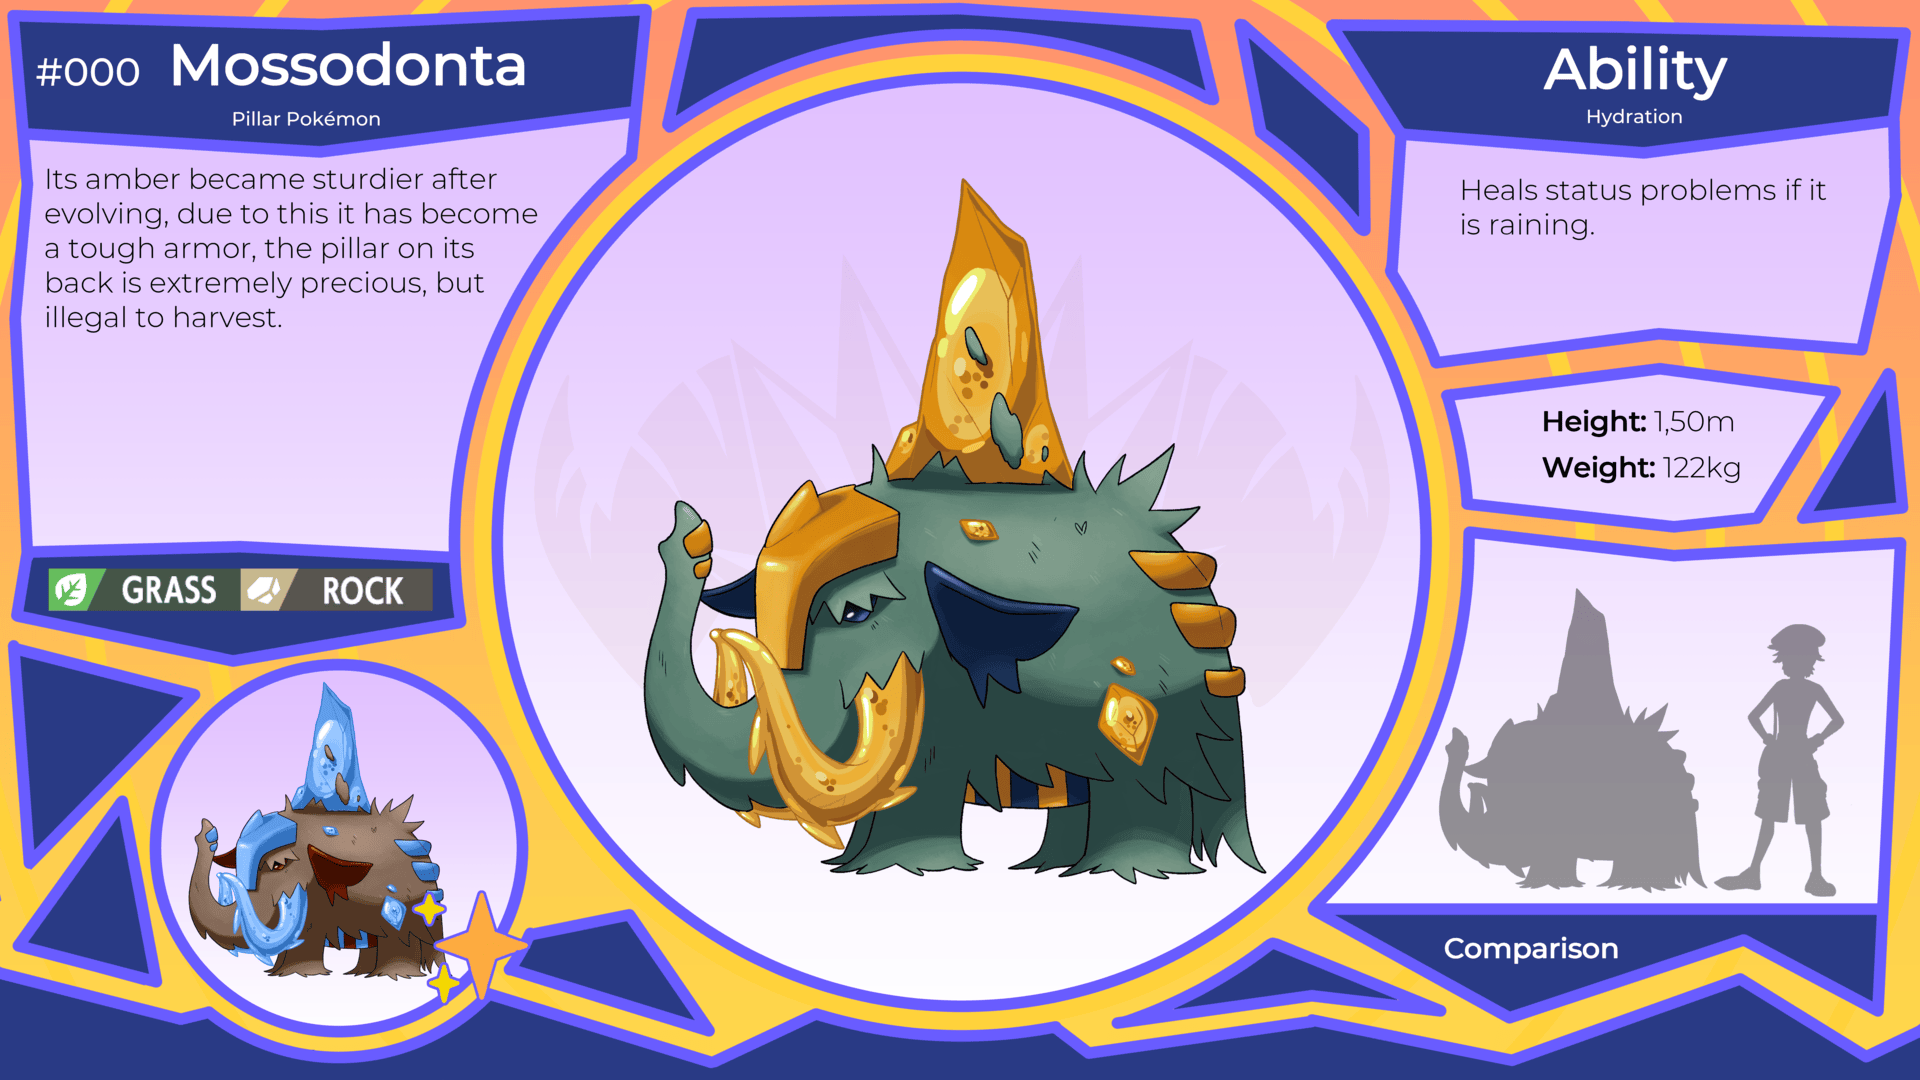 #000 Mossodonta
Pillar Pokémon
Its amber became sturdier after
evolving, due to this it has become
a tough armor, the pillar on its
back is extremely precious, but
illegal to harvest.
GRASS ROCK
Ability
Hydration
Heals status problems if it
is raining.
Height: 1,50m
Weight: 122kg
Comparison